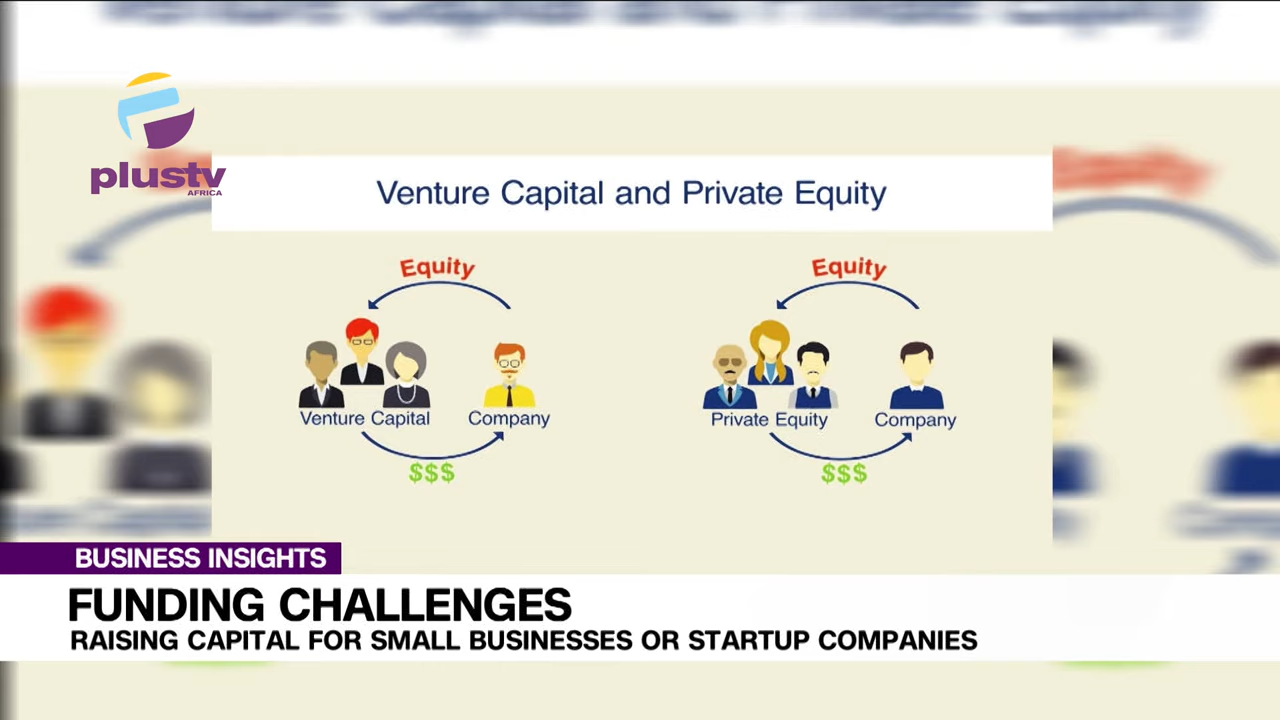 plustv
AFRICA
Venture Capital and Private Equity
Equity
Equity
Venture Capital
Company
Private Equity
Company
$$$
$$$
BUSINESS INSIGHTS
FUNDING CHALLENGES
RAISING CAPITAL FOR SMALL BUSINESSES OR STARTUP COMPANIES